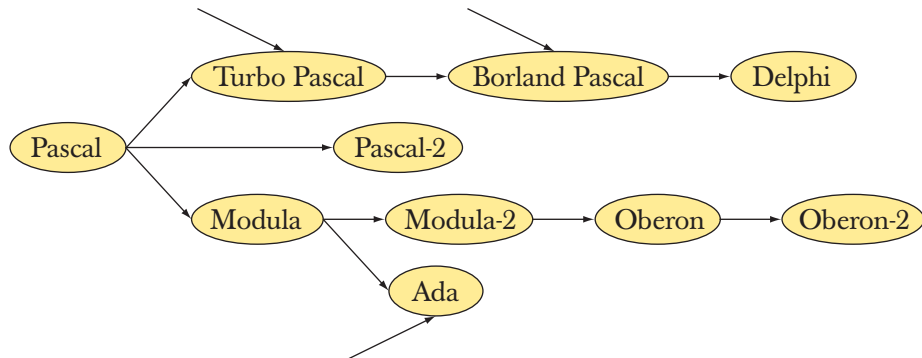 Turbo Pascal
Borland Pascal
Delphi
Pascal
Pascal-2
Modula
Modula-2
Oberon
Oberon-2
Ada